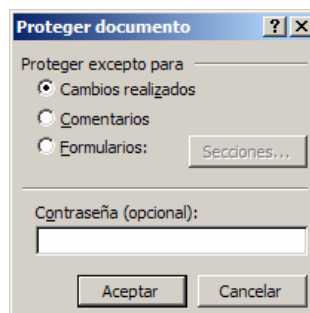 Proteger documento
Proteger excepto para
Cambios realizados
Comentarios
Formularios:
Secciones...
Contraseña (opcional):
Aceptar
Cancelar